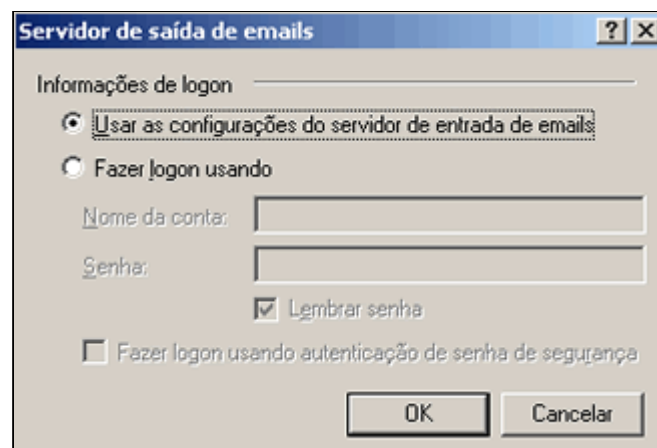 Servidor de saída de emails
Informações de logon
Usar as configurações do servidor de entrada de emails
Fazer logon usando
Nome da conta:
Senha:
Lembrar senha
Fazer logon usando autenticação de senha de segurança
OK Cancelar